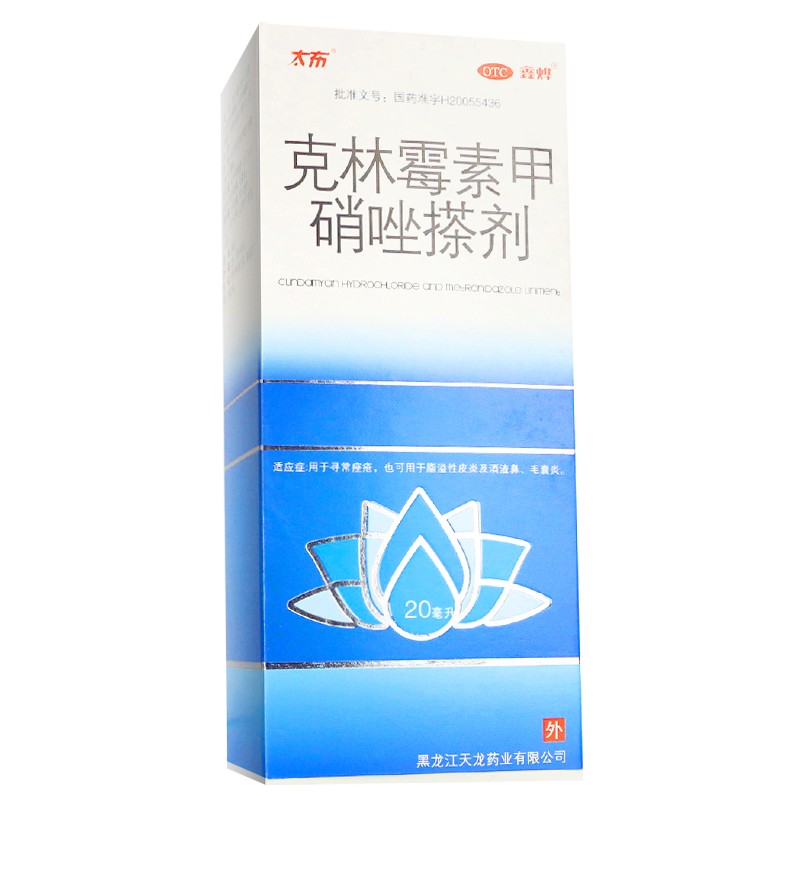 太布®
OTC 鑫烨®
批准文号：国药准字H20055436
克林霉素甲
硝唑搽剂
CLINDAMYCIN HYDROCHLORIDE AND METRONIDAZOLE LINIMENT
适应症:用于寻常痤疮，也可用于脂溢性皮炎及酒渣鼻、毛囊炎。
20毫升
外
黑龙江天龙药业有限公司